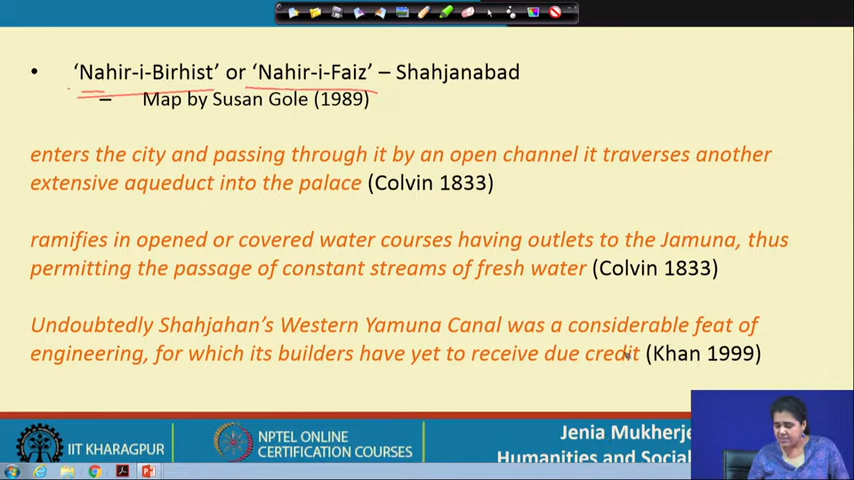 • ‘Nahir-i-Birhist’ or ‘Nahir-i-Faiz’ – Shahjanabad
– Map by Susan Gole (1989)
enters the city and passing through it by an open channel it traverses another
extensive aqueduct into the palace (Colvin 1833)
ramifies in opened or covered water courses having outlets to the Jamuna, thus
permitting the passage of constant streams of fresh water (Colvin 1833)
Undoubtedly Shahjahan’s Western Yamuna Canal was a considerable feat of
engineering, for which its builders have yet to receive due credit (Khan 1999)
IIT KHARAGPUR
NPTEL ONLINE
CERTIFICATION COURSES
Jenia Mukherje
Humanities and Social